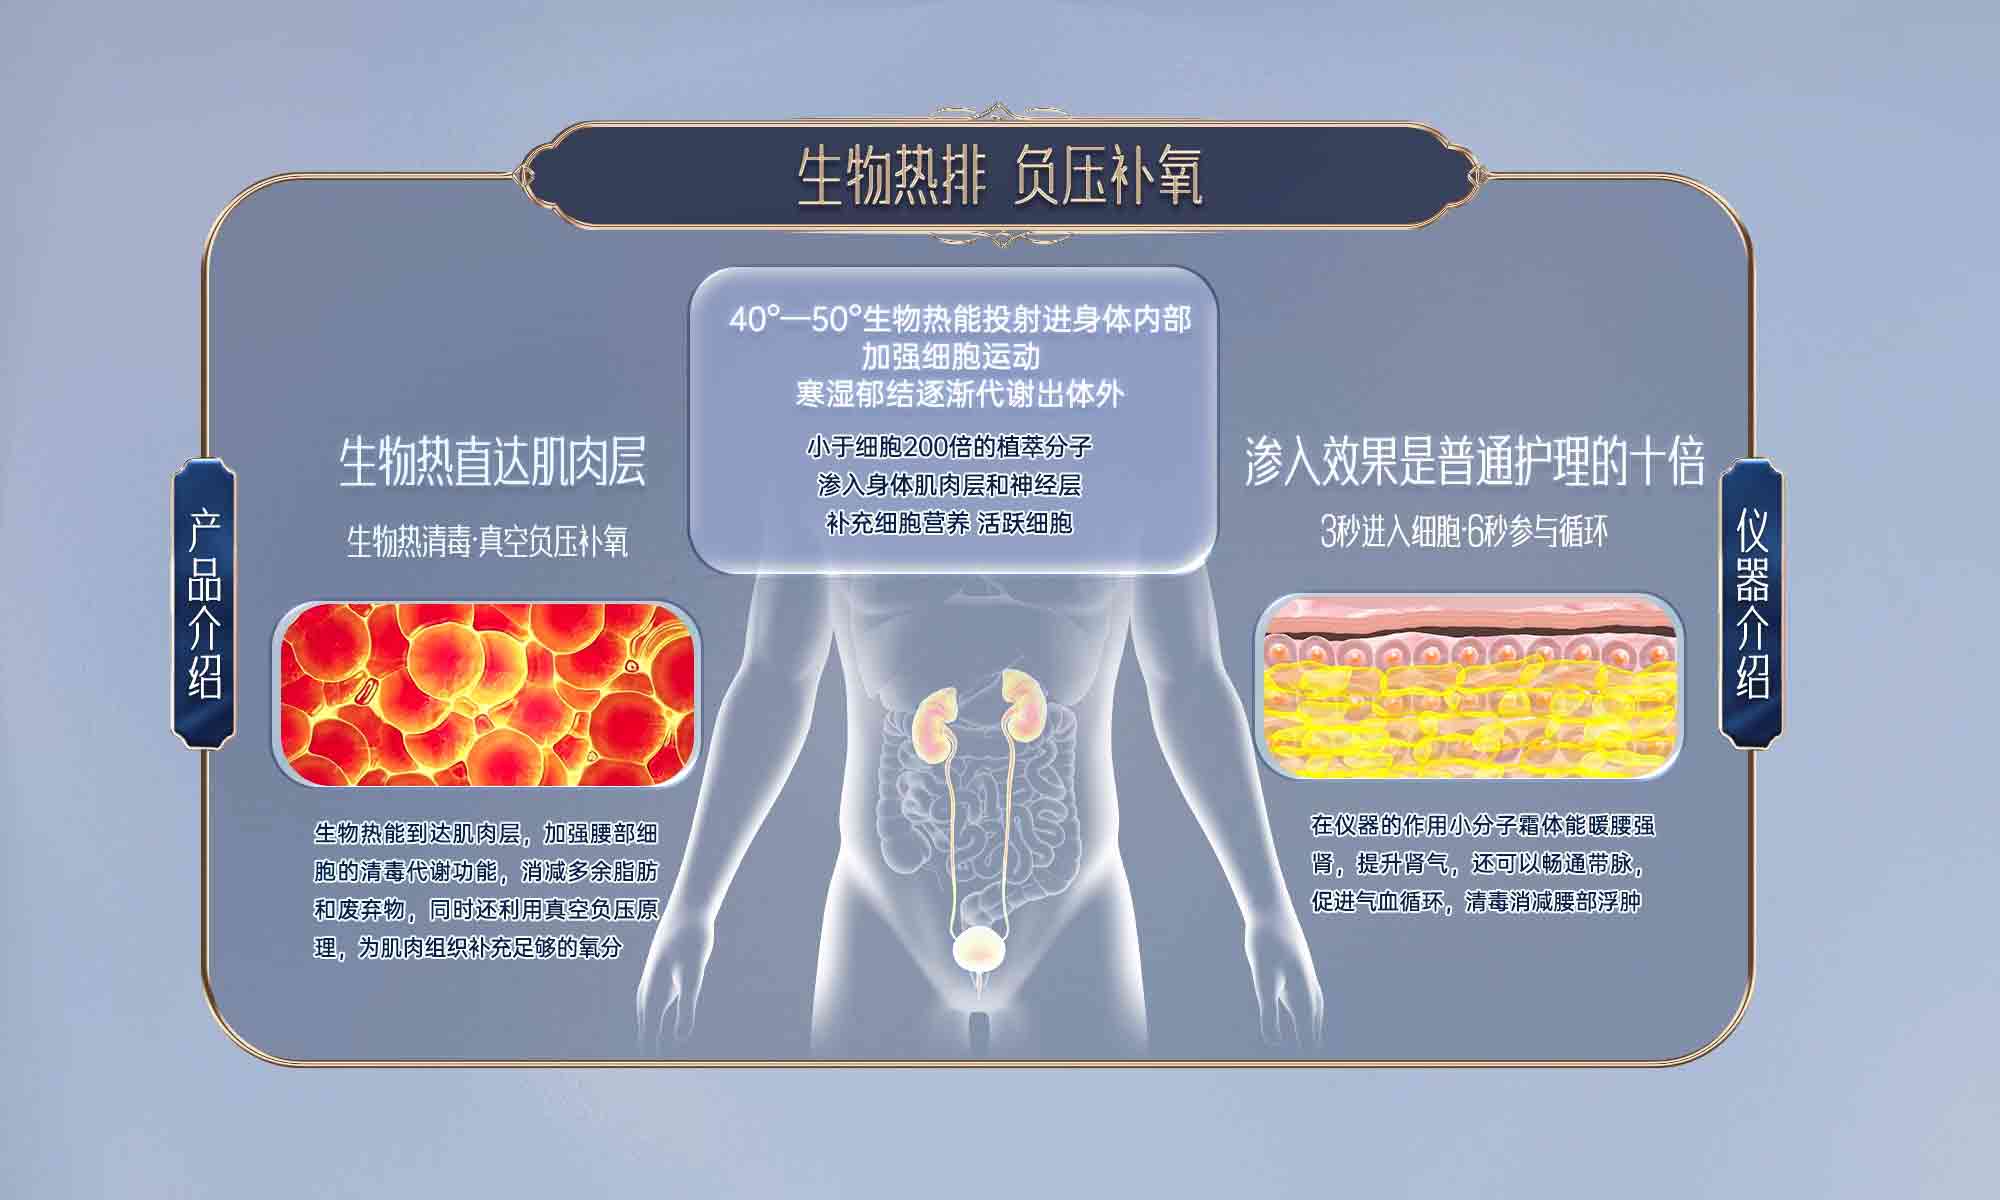 生物热排 负压补氧
40°—50°生物热能投射进身体内部
加强细胞运动
寒湿郁结逐渐代谢出体外
小于细胞200倍的植萃分子
渗入身体肌肉层和神经层
补充细胞营养 活跃细胞
产品介绍
生物热直达肌肉层
生物热清毒·真空负压补氧
生物热能到达肌肉层，加强腰部细
胞的清毒代谢功能，消减多余脂肪
和废弃物，同时还利用真空负压原
理，为肌肉组织补充足够的氧分
渗入效果是普通护理的十倍
3秒进入细胞·6秒参与循环
在仪器的作用小分子霜体能暖腰强
肾，提升肾气，还可以畅通带脉，
促进气血循环，清毒消减腰部浮肿
仪器介绍